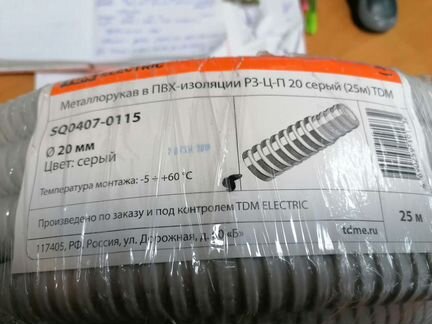 ELECTRIC
Металлорукав в ПВХ-изоляции РЗ-Ц-П 20 серый (25м) TDM
SQ0407-0115
Ø 20 мм
Цвет: серый
Температура монтажа: -5 ÷ +60 °C
Произведено по заказу и под контролем TDM ELECTRIC
117405, РФ, Россия, ул. Дорожная, д. "Б"
tdme.ru
25 м